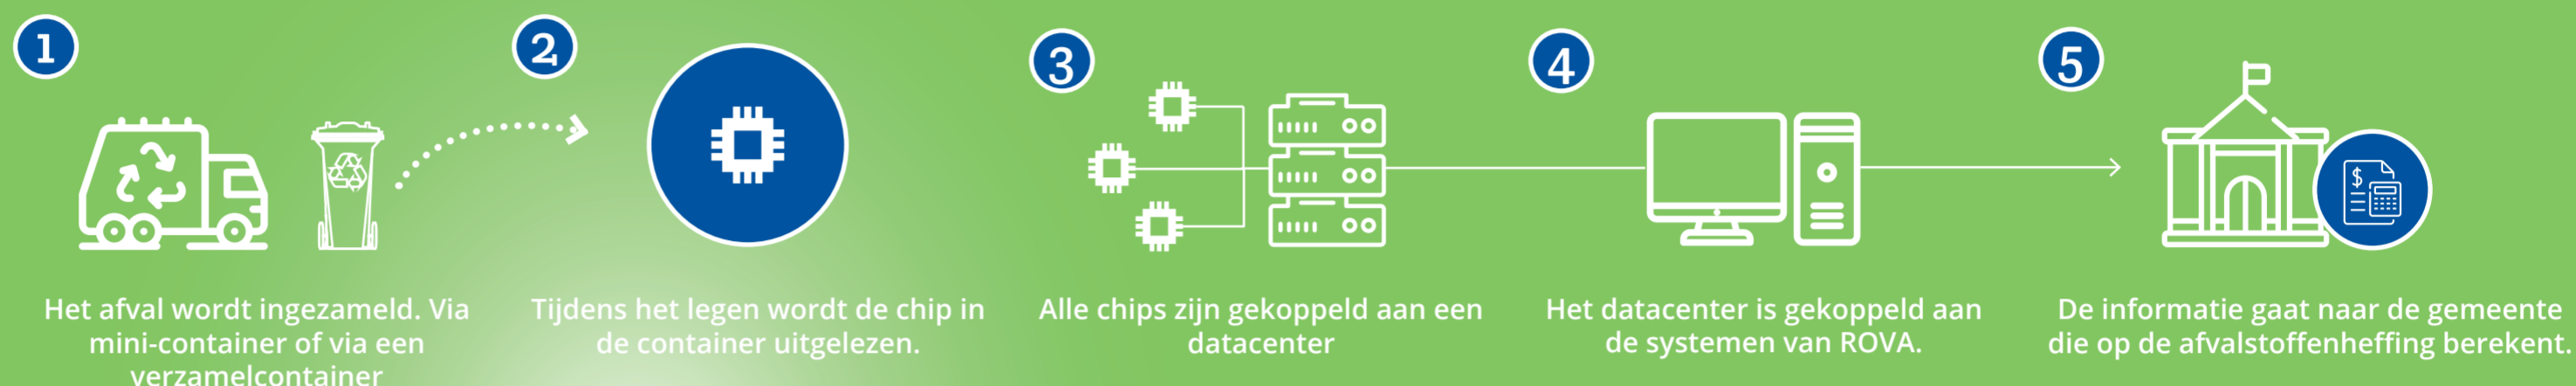 1
Het afval wordt ingezameld. Via
mini-container of via een
verzamelcontainer
2
Tijdens het legen wordt de chip in
de container uitgelezen.
3
Alle chips zijn gekoppeld aan een
datacenter
4
Het datacenter is gekoppeld aan
de systemen van ROVA.
5
$
De informatie gaat naar de gemeente
die op de afvalstoffenheffing berekent.